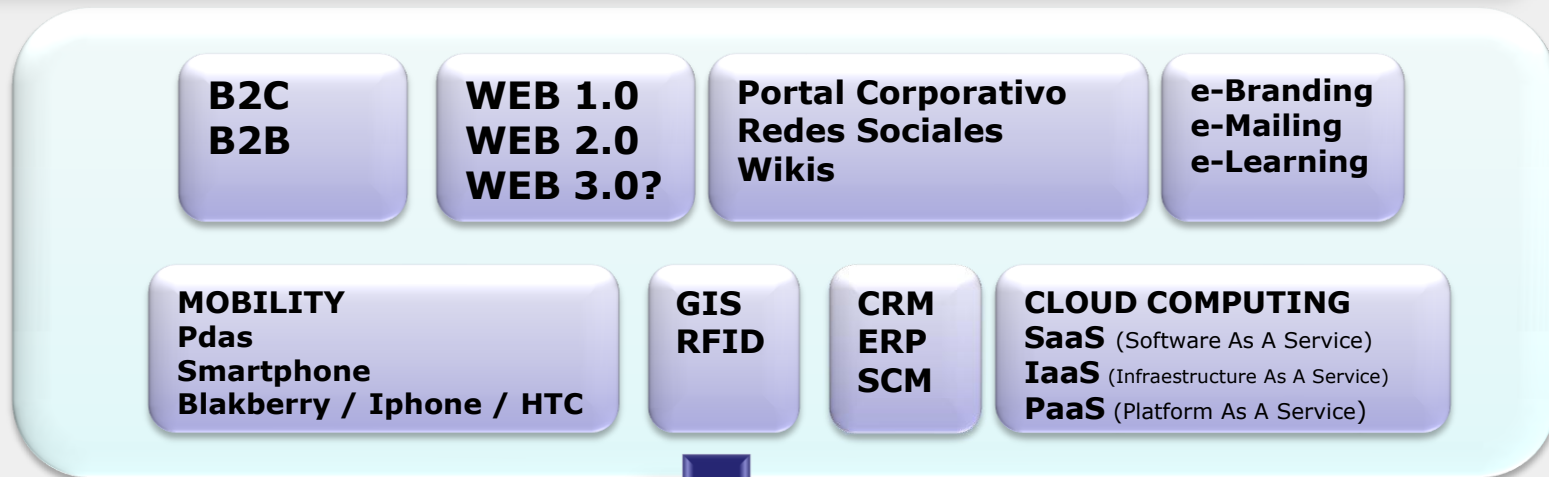 B2C
B2B
WEB 1.0
WEB 2.0
WEB 3.0?
Portal Corporativo
Redes Sociales
Wikis
e-Branding
e-Mailing
e-Learning
MOBILITY
Pdas
Smartphone
Blakberry / Iphone / HTC
GIS
RFID
CRM
ERP
SCM
CLOUD COMPUTING
SaaS (Software As A Service)
IaaS (Infraestructure As A Service)
PaaS (Platform As A Service)